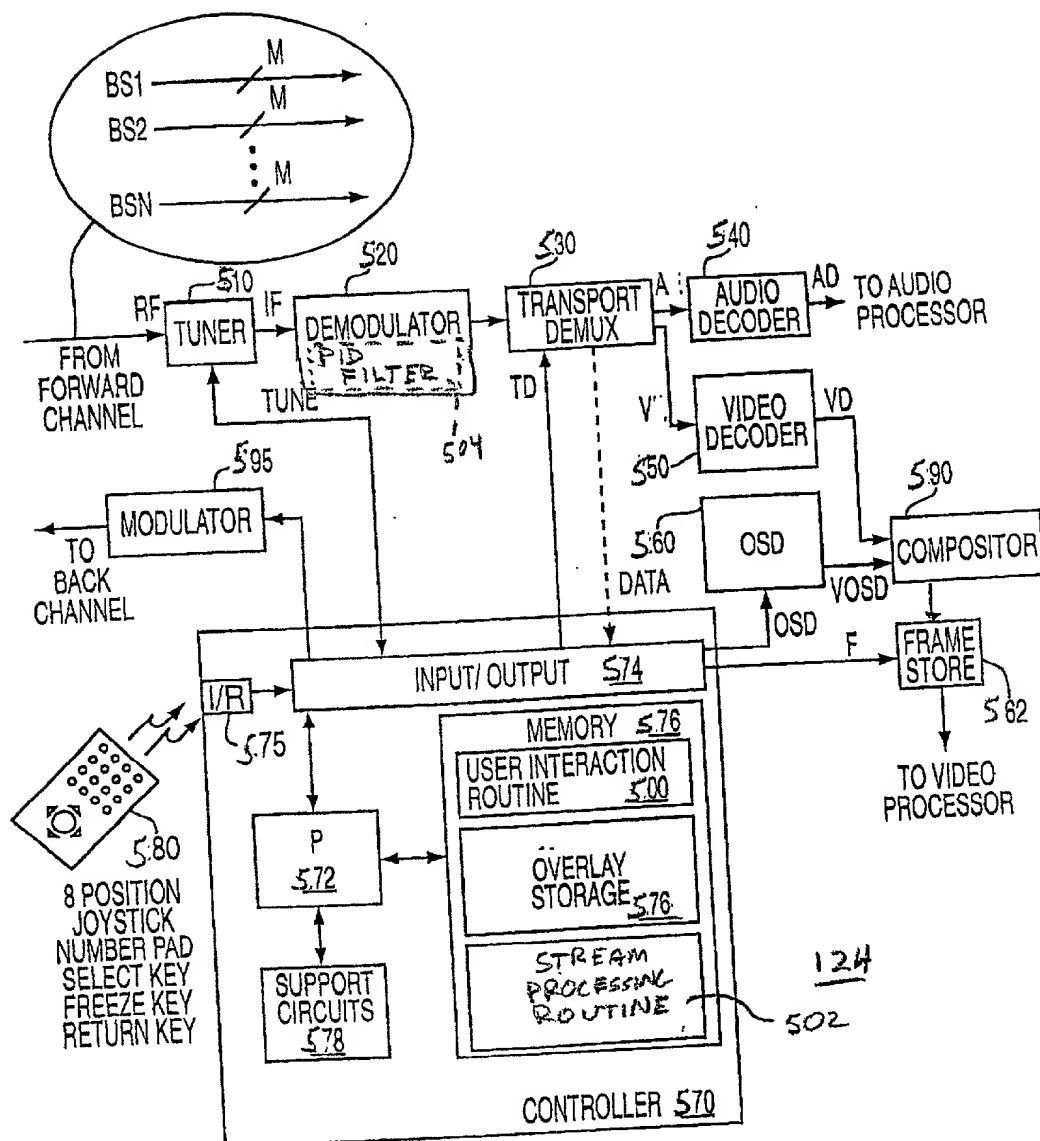 BS1 M
BS2 M
BSN M
510
520
530
540
RF
TUNER
IF
DEMODULATOR
PID
FILTER
504
TRANSPORT
DEMUX
A
AUDIO
DECODER
AD
TO AUDIO
PROCESSOR
FROM
FORWARD
CHANNEL
TUNE
TD
V
VIDEO
DECODER
550
VD
595
MODULATOR
TO
BACK
CHANNEL
DATA
560
OSD
VOSD
590
COMPOSITOR
OSD
F
FRAME
STORE
562
TO VIDEO
PROCESSOR
I/R
575
INPUT/ OUTPUT 574
MEMORY 576
USER INTERACTION
ROUTINE 500
OVERLAY
STORAGE 576
STREAM
PROCESSING
ROUTINE
502
P
572
SUPPORT
CIRCUITS
578
580
8 POSITION
JOYSTICK
NUMBER PAD
SELECT KEY
FREEZE KEY
RETURN KEY
124
CONTROLLER 570